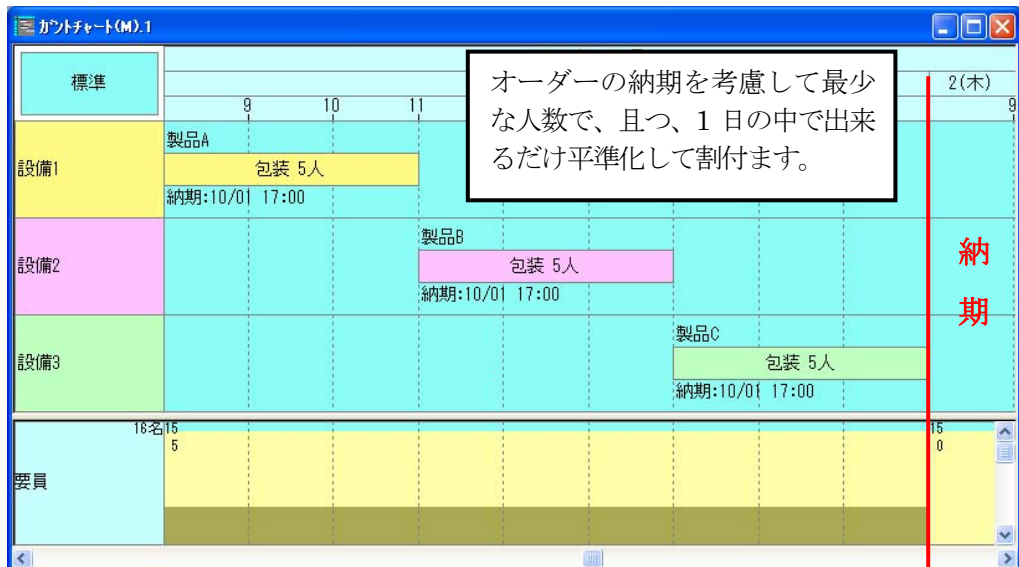 ガントチャート(M).1
標準
2(木)
9
10
11
9
オーダーの納期を考慮して最少
な人数で、且つ、1 日の中で出来
るだけ平準化して割付ます。
設備1
製品A
包装 5人
納期:10/01 17:00
設備2
製品B
包装 5人
納期:10/01 17:00
設備3
製品C
包装 5人
納期:10/01 17:00
納
期
要員
16名
15
5
15
0